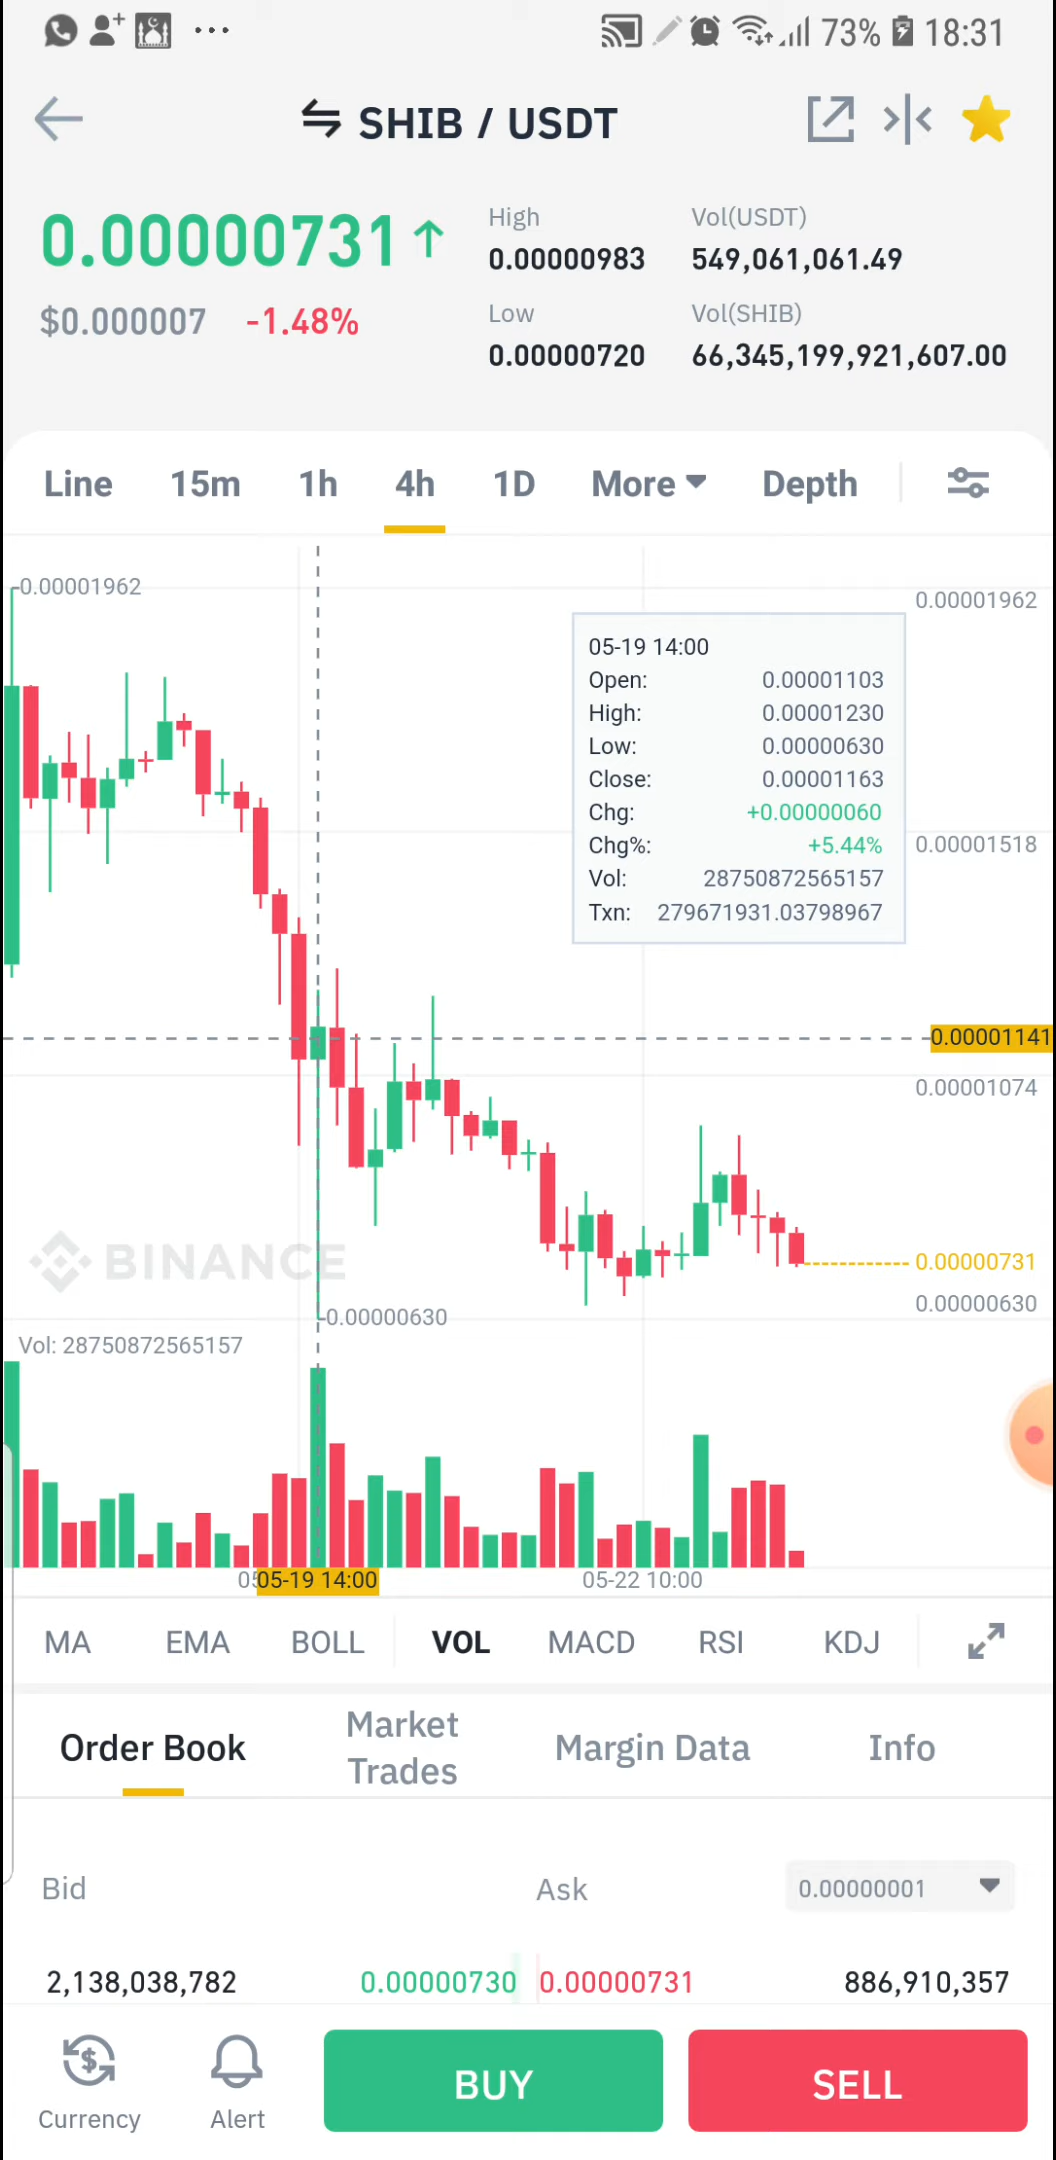 73% 18:31
SHIB / USDT
0.00000731
$0.000007 -1.48%
High
0.00000983
Low
0.00000720
Vol(USDT)
549,061,061.49
Vol(SHIB)
66,345,199,921,607.00
Line 15m 1h 4h 1D More Depth
0.00001962
0.00001962
05-19 14:00
Open: 0.00001103
High: 0.00001230
Low: 0.00000630
Close: 0.00001163
Chg: +0.00000060
Chg%: +5.44%
Vol: 28750872565157
Txn: 279671931.03798967
0.00001518
0.00001141
0.00001074
BINANCE
0.00000731
0.00000630
0.00000630
Vol: 28750872565157
05-19 14:00
05-22 10:00
MA EMA BOLL VOL MACD RSI KDJ
Order Book
Market
Trades
Margin Data
Info
Bid
Ask
0.00000001
2,138,038,782 0.00000730 0.00000731 886,910,357
Currency
Alert
BUY
SELL